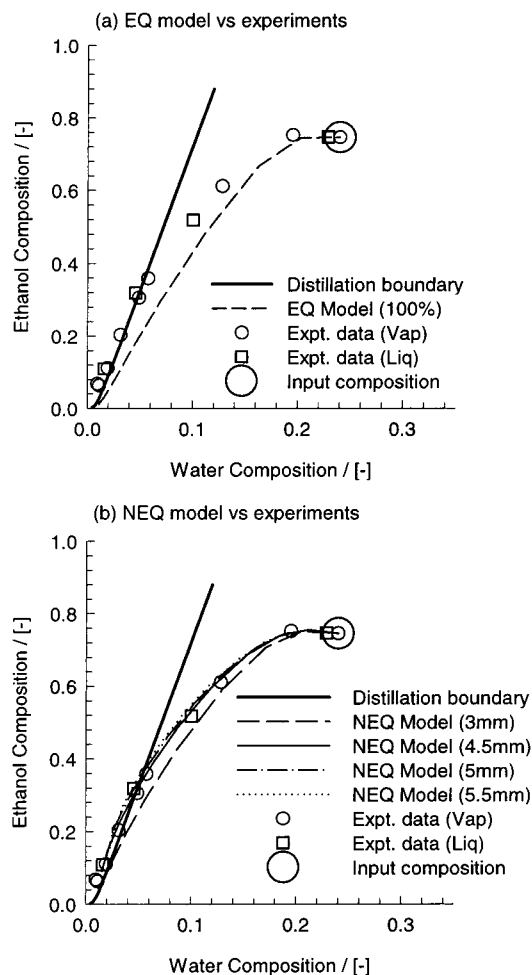 (a) EQ model vs experiments
1.0
0.8
0.6
0.4
0.2
0.0
Ethanol Composition / [-]
Distillation boundary
EQ Model (100%)
Expt. data (Vap)
Expt. data (Liq)
Input composition
0.0 0.1 0.2 0.3
Water Composition / [-]
(b) NEQ model vs experiments
1.0
0.8
0.6
0.4
0.2
0.0
Ethanol Composition / [-]
Distillation boundary
NEQ Model (3mm)
NEQ Model (4.5mm)
NEQ Model (5mm)
NEQ Model (5.5mm)
Expt. data (Vap)
Expt. data (Liq)
Input composition
0.0 0.1 0.2 0.3
Water Composition / [-]